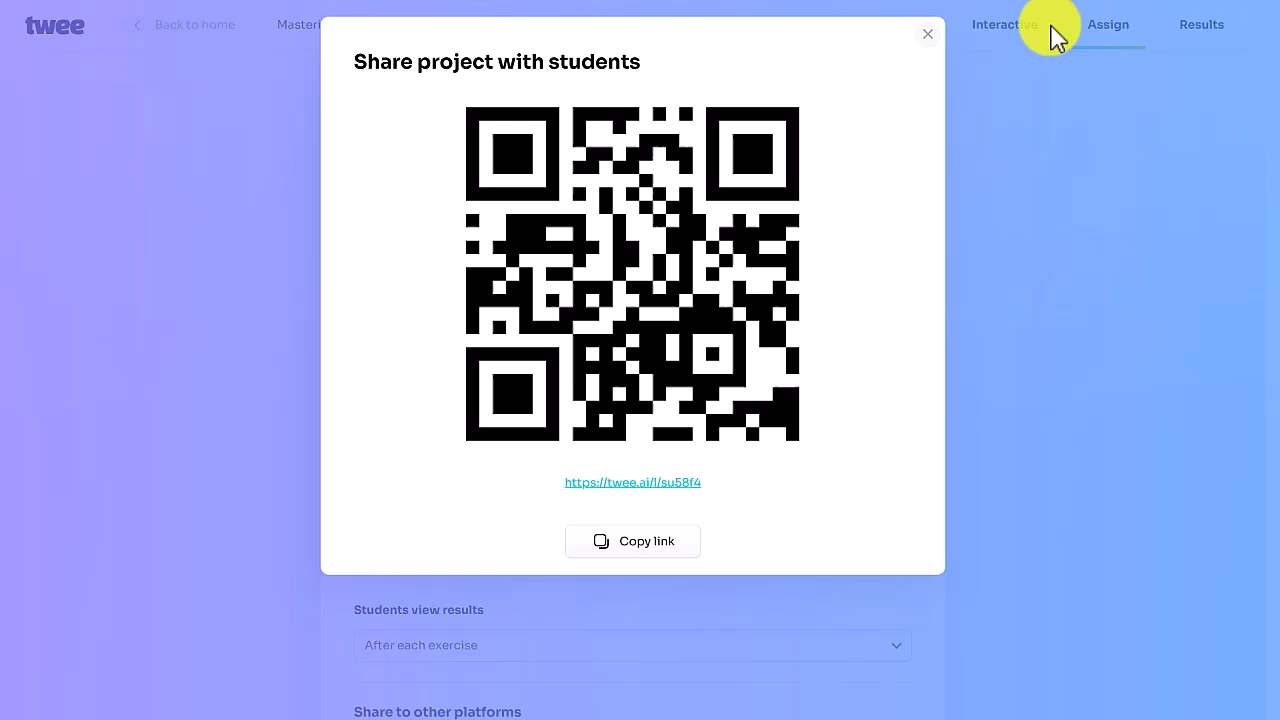 twee
Back to home
Masteri
Interactive
Assign
Results
Share project with students
https://twee.ai/l/su58f4
Copy link
Students view results
After each exercise
Share to other platforms